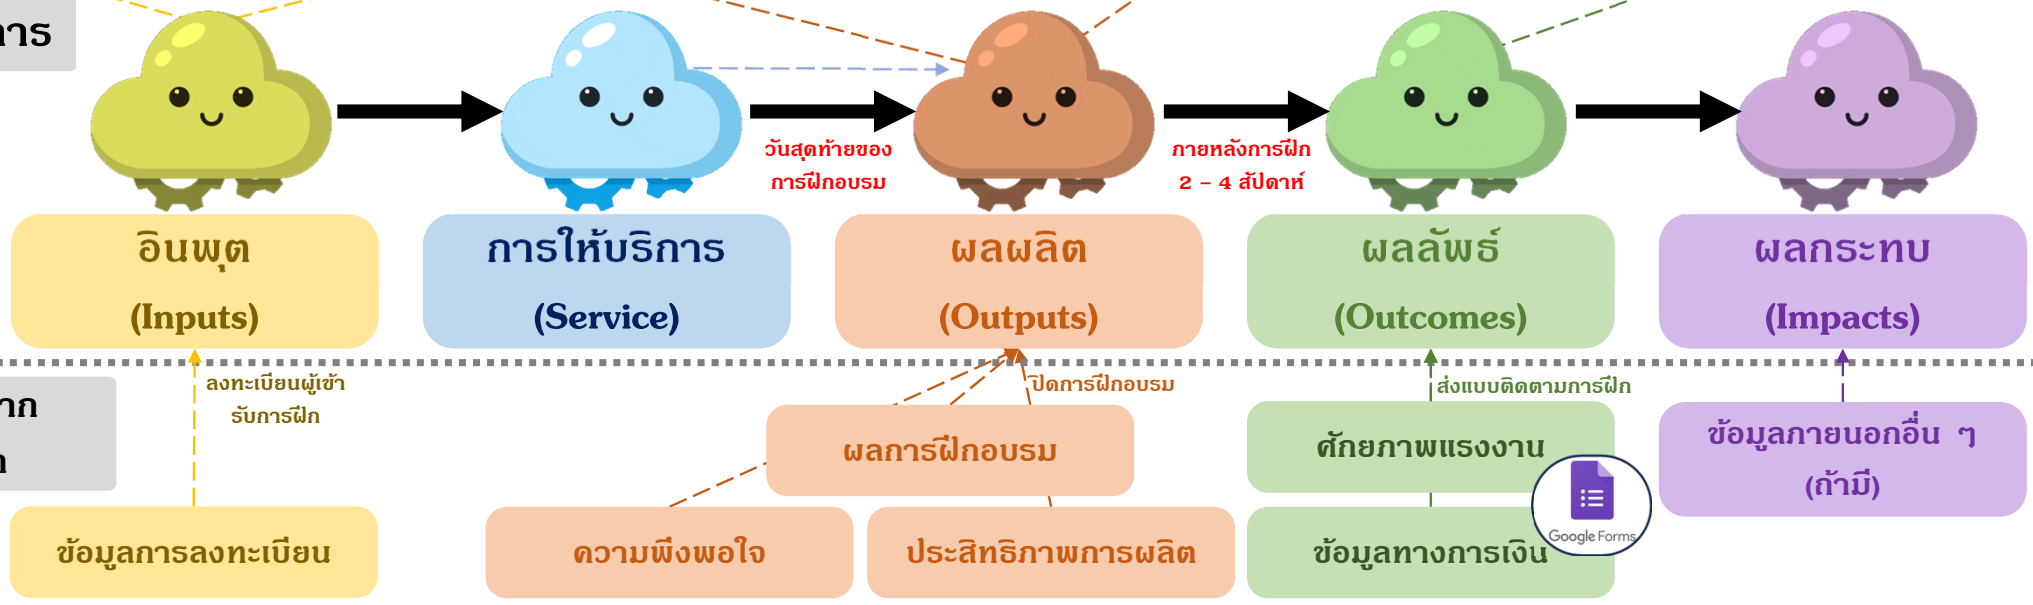 าร
วันสุดท้ายของ
การฝึกอบรม
ภายหลังการฝึก
2 – 4 สัปดาห์
อินพุต
(Inputs)
การให้บริการ
(Service)
ผลผลิต
(Outputs)
ผลลัพธ์
(Outcomes)
ผลกระทบ
(Impacts)
ลงทะเบียนผู้เข้า
รับการฝึก
ปิดการฝึกอบรม
ส่งแบบติดตามการฝึก
าก
ผลการฝึกอบรม
ศักยภาพแรงงาน
ข้อมูลภายนอกอื่น ๆ
(ถ้ามี)
ข้อมูลการลงทะเบียน
ความพึงพอใจ
ประสิทธิภาพการผลิต
ข้อมูลทางการเงิน
Google Forms